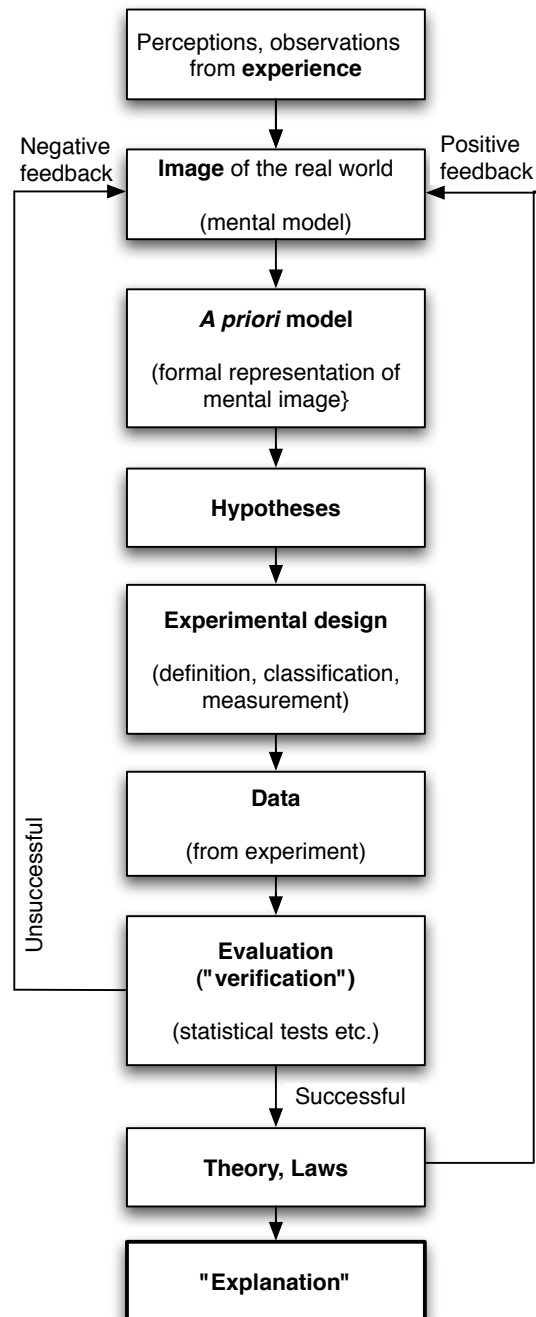 Perceptions, observations
from experience
Negative
feedback
Positive
feedback
Image of the real world
(mental model)
A priori model
(formal representation of
mental image}
Hypotheses
Experimental design
(definition, classification,
measurement)
Data
(from experiment)
Unsuccessful
Evaluation
("verification")
(statistical tests etc.)
Successful
Theory, Laws
"Explanation"